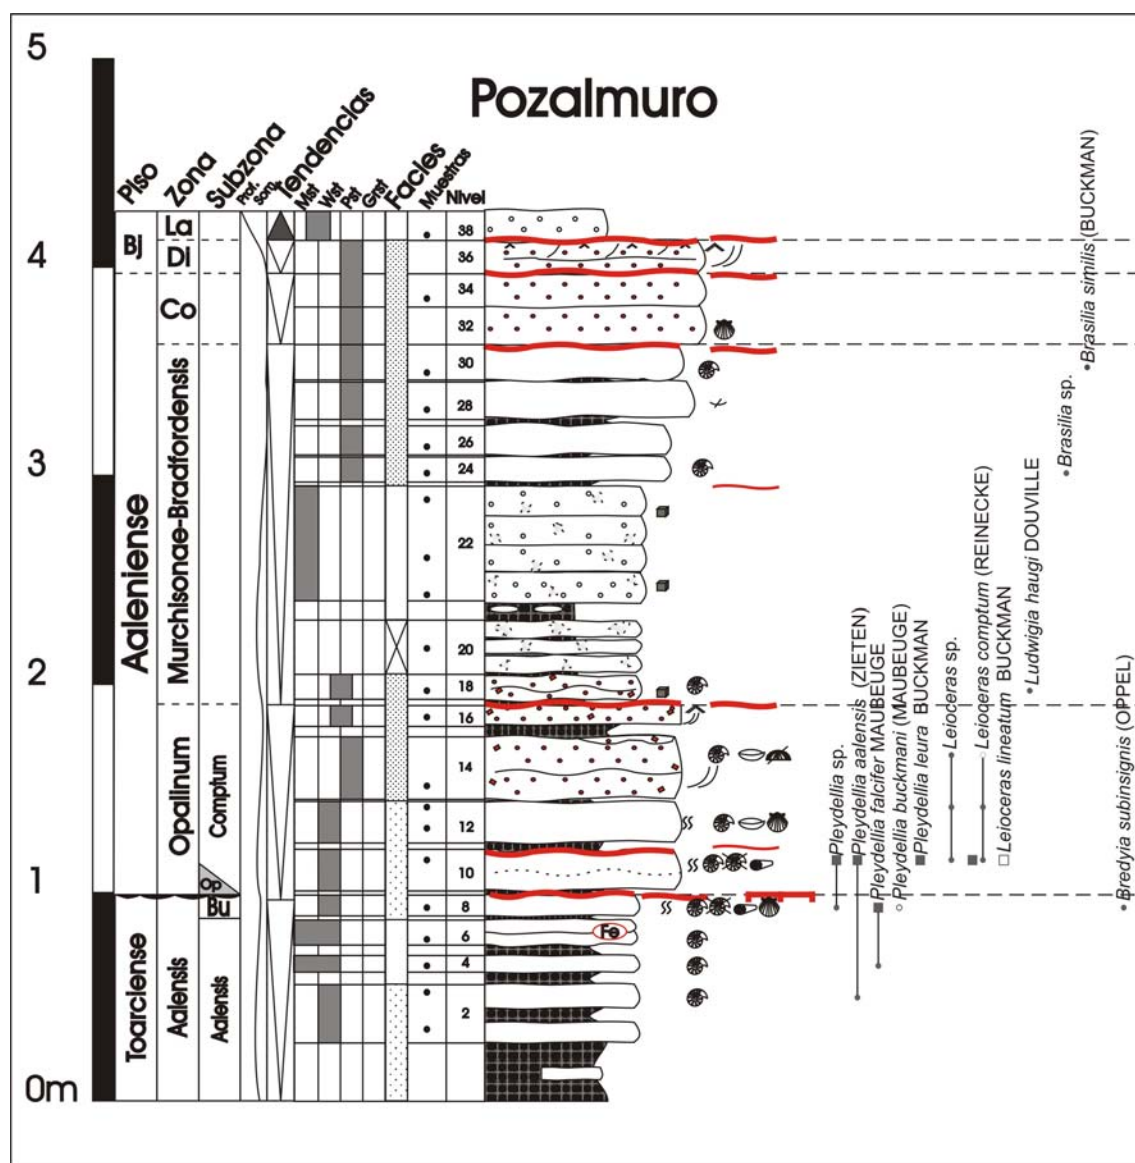 Pozalmuro
5
4
3
2
1
0m
Piso
Zona
Subzona
Prof.
Som.
Tendencias
Mst
Wst
Pst
Grst
Facies
Muestras
Nivel
Bj
Aaleniense
Toarciense
La
DI
Co
Murchisonae-Bradfordensis
Opalinum
Aalensis
Comptum
Op
Bu
Aalensis
38
36
34
32
30
28
26
24
22
20
18
16
14
12
10
8
6
4
2
Fe
Pleydellia sp.
Pleydellia aalensis (ZIETEN)
Pleydellia falcifer MAUBEUGE
Pleydellia buckmani (MAUBEUGE)
Pleydellia leura BUCKMAN
Leioceras sp.
Leioceras comptum (REINECKE)
Leioceras lineatum BUCKMAN
Ludwigia haugi DOUVILLE
Brasilia sp.
Brasilia similis (BUCKMAN)
Bredyia subinsignis (OPPEL)